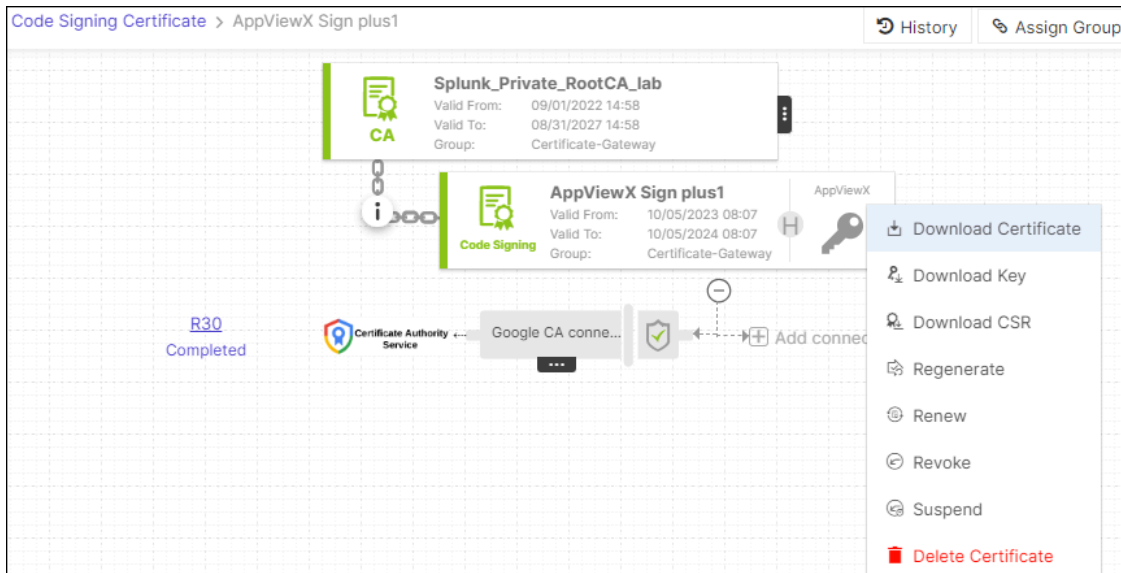 Code Signing Certificate > AppViewX Sign plus1
History
Assign Group
Splunk_Private_RootCA_lab
Valid From: 09/01/2022 14:58
Valid To: 08/31/2027 14:58
Group: Certificate-Gateway
CA
i
AppViewX Sign plus1
Valid From: 10/05/2023 08:07
Valid To: 10/05/2024 08:07
Group: Certificate-Gateway
Code Signing
H
AppViewX
Download Certificate
Download Key
Download CSR
Regenerate
Renew
Revoke
Suspend
Delete Certificate
R30
Completed
Certificate Authority
Service
Google CA conne...
Add connec